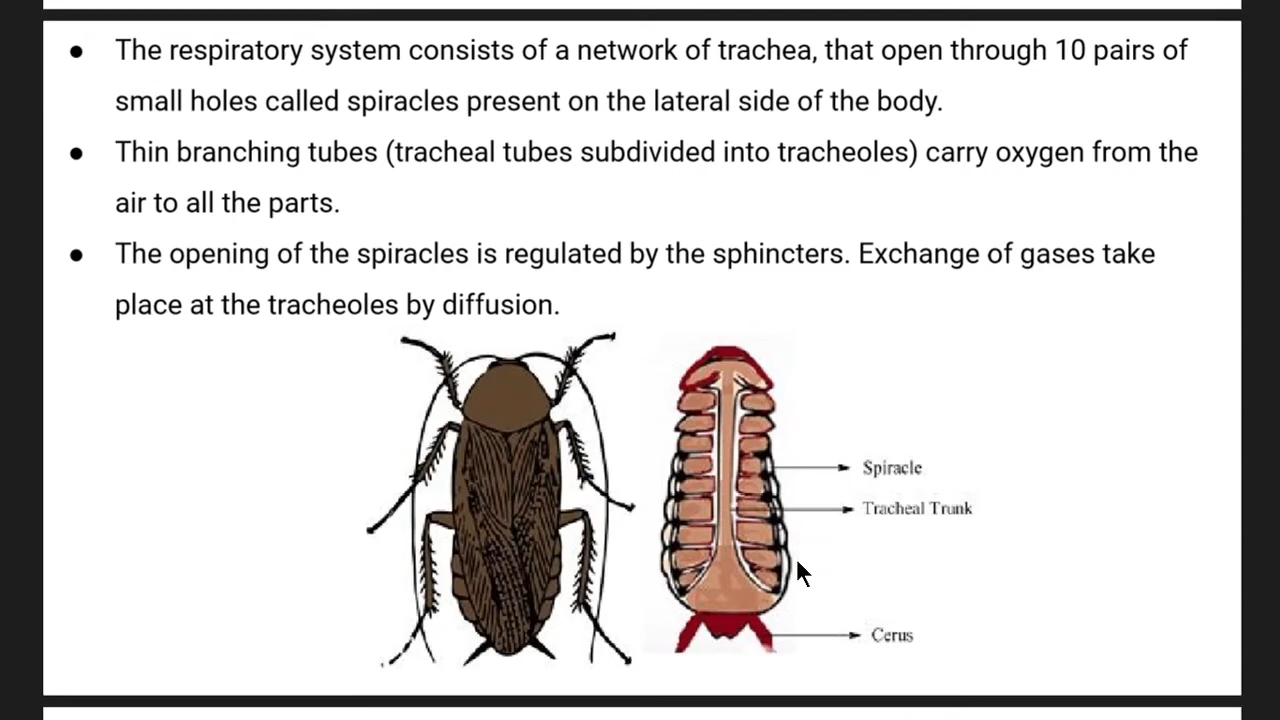 ● The respiratory system consists of a network of trachea, that open through 10 pairs of
small holes called spiracles present on the lateral side of the body.
● Thin branching tubes (tracheal tubes subdivided into tracheoles) carry oxygen from the
air to all the parts.
● The opening of the spiracles is regulated by the sphincters. Exchange of gases take
place at the tracheoles by diffusion.
Spiracle
Tracheal Trunk
Cerus